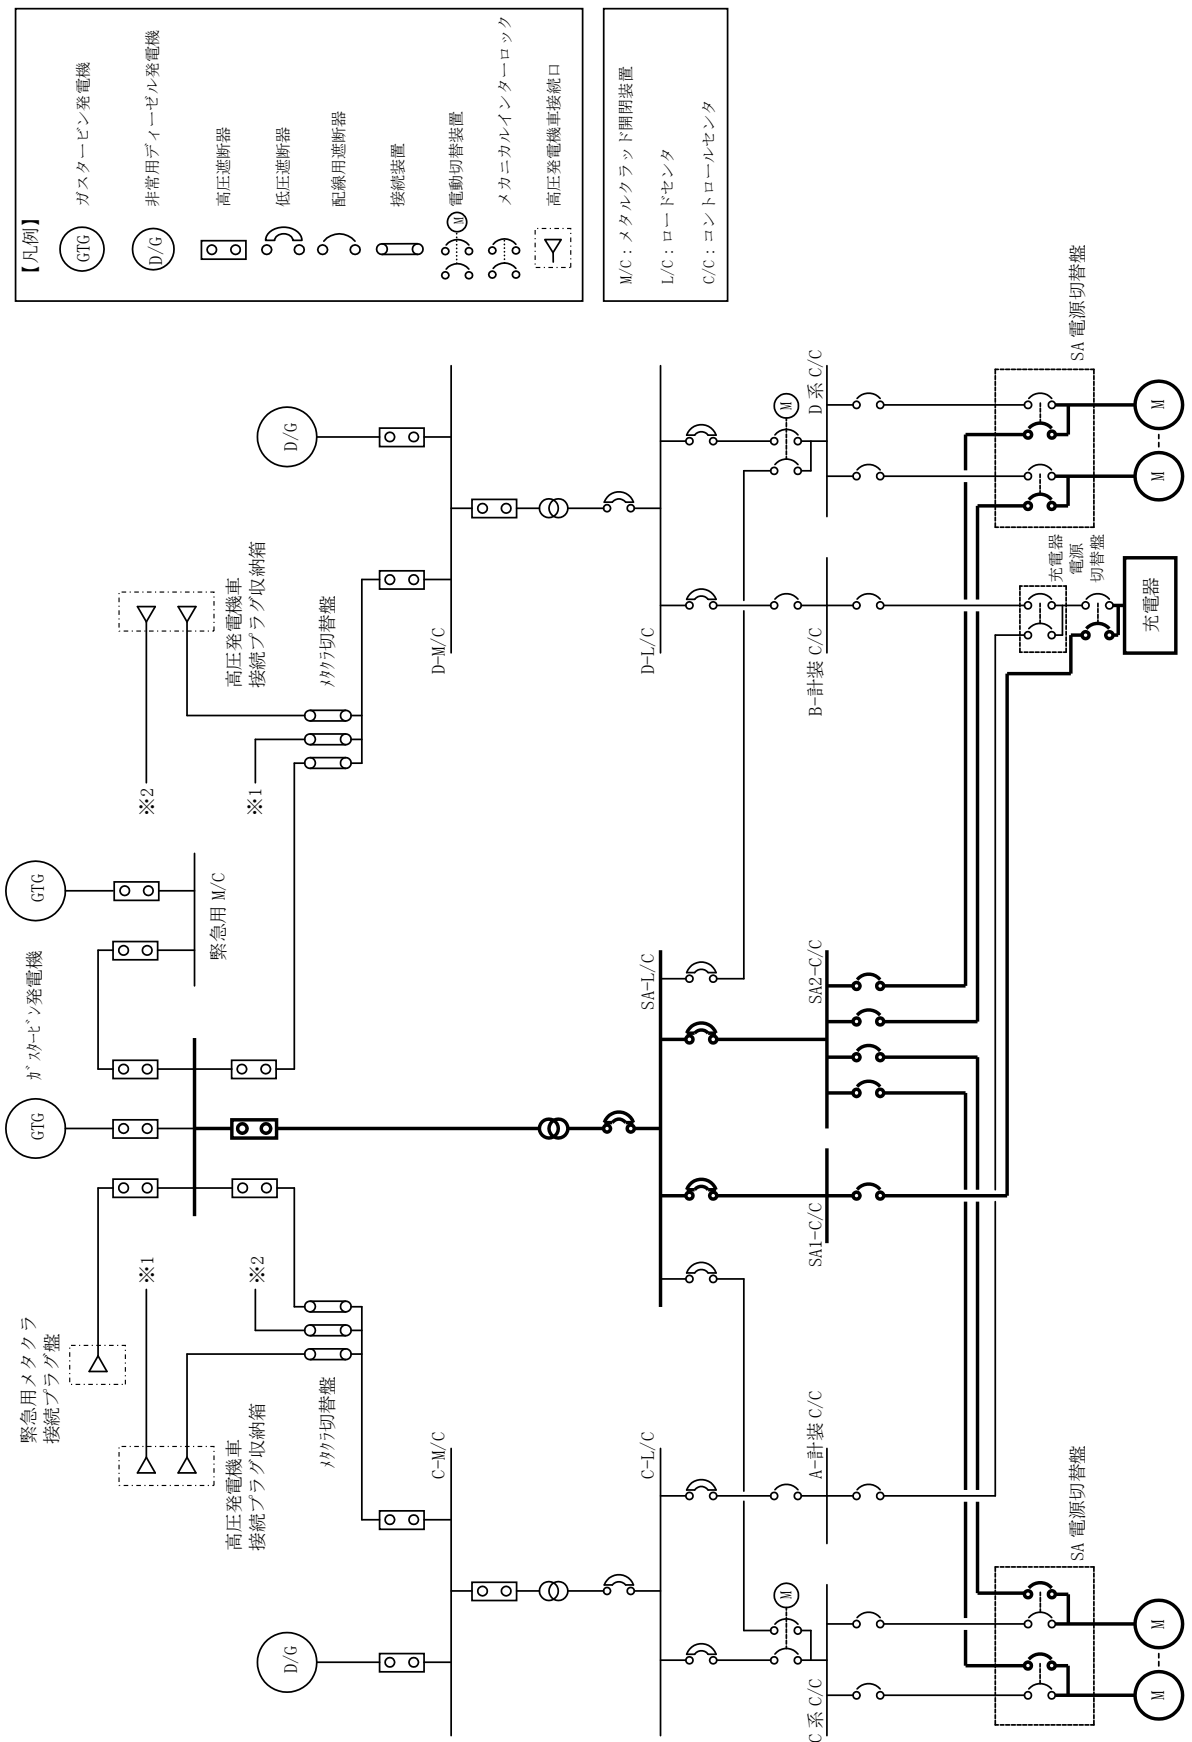 【凡例】
GTG ガスタービン発電機
D/G 非常用ディーゼル発電機
高圧遮断器
低圧遮断器
配線用遮断器
接続装置
M 電動切替装置
メカニカルインターロック
高圧発電機車接続口
M/C：メタルクラッド開閉装置
L/C：ロードセンタ
C/C：コントロールセンタ
ｶﾞｽﾀｰﾋﾞﾝ発電機
GTG
GTG
緊急用メタクラ
接続プラグ盤
緊急用 M/C
※1
※2
高圧発電機車
接続プラグ収納箱
ﾒﾀｸﾗ切替盤
※2
※1
高圧発電機車
接続プラグ収納箱
ﾒﾀｸﾗ切替盤
D/G
D/G
C-M/C
D-M/C
C-L/C
SA-L/C
D-L/C
M
M
C 系 C/C
A-計装 C/C
SA1-C/C
SA2-C/C
B-計装 C/C
D 系 C/C
SA 電源切替盤
充電器
電源
切替盤
SA 電源切替盤
M
M
充電器
M
M